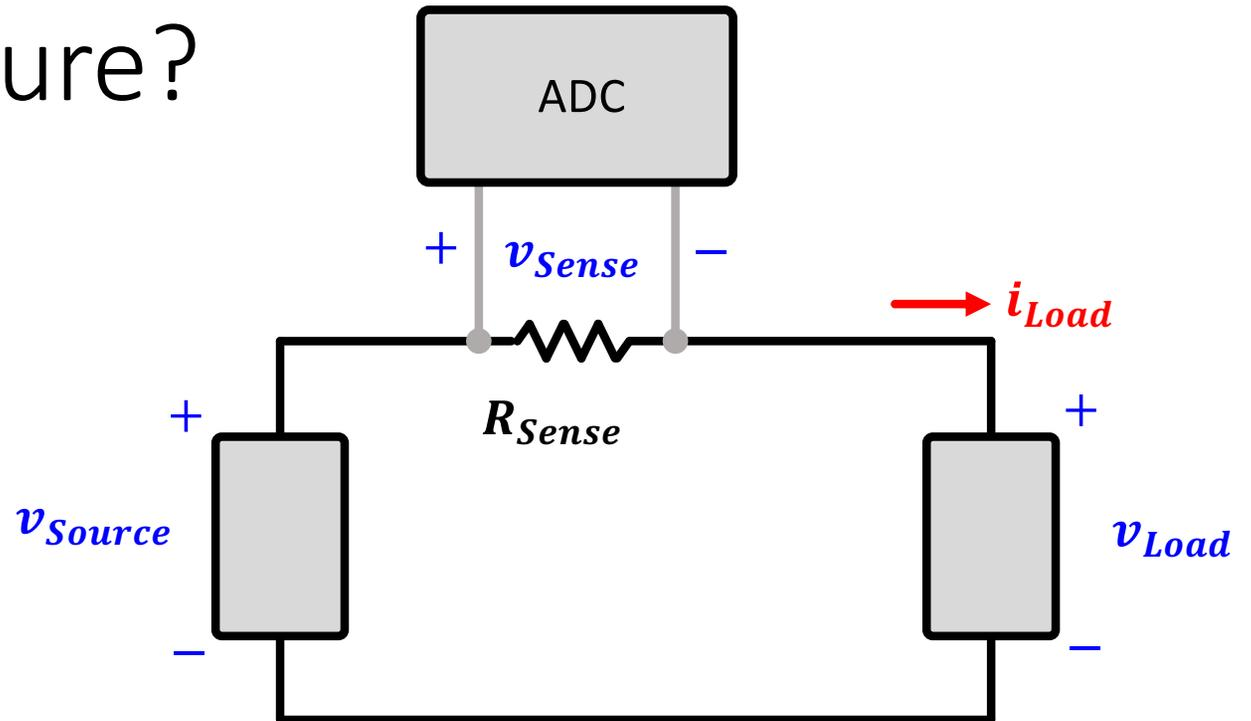 ure?
ADC
+ v_Sense −
i_Load
R_Sense
+
+
v_Source
v_Load
−
−